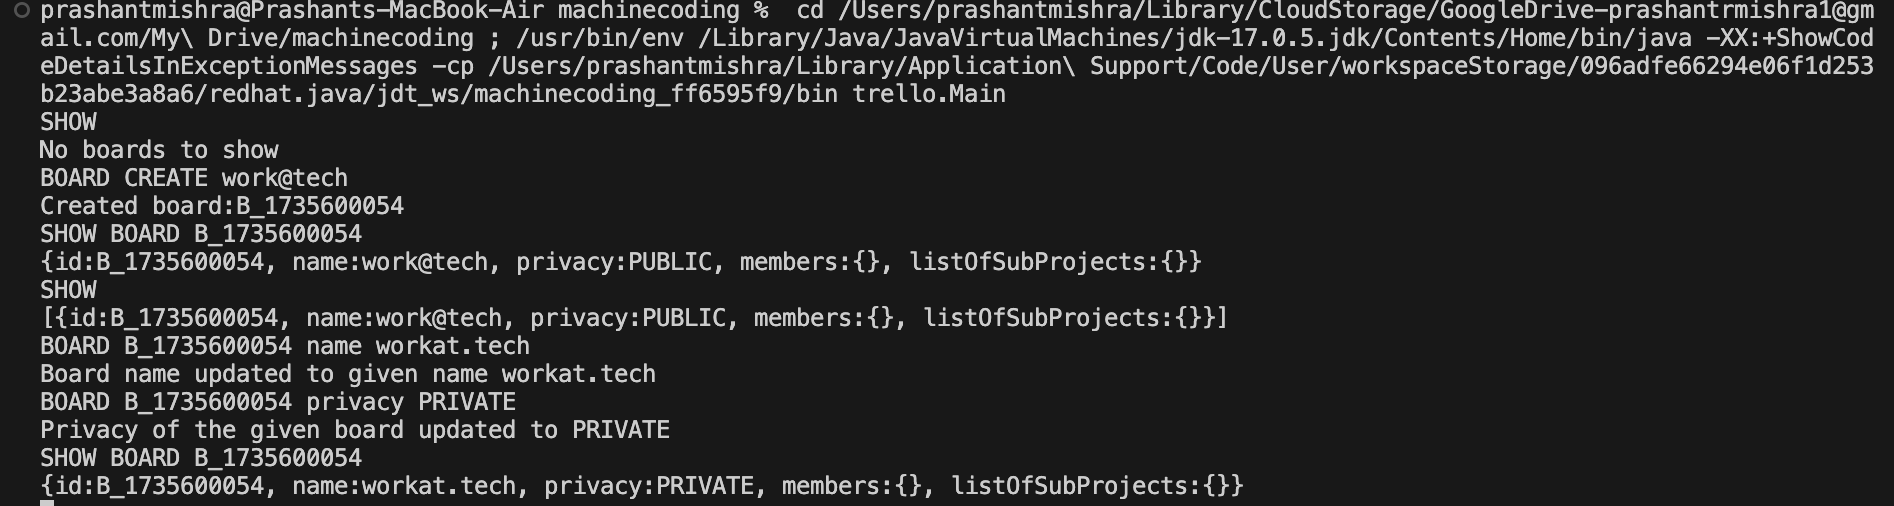 prashantmishra@Prashants-MacBook-Air machinecoding %  cd /Users/prashantmishra/Library/CloudStorage/GoogleDrive-prashantrmishra1@gm
ail.com/My\ Drive/machinecoding ; /usr/bin/env /Library/Java/JavaVirtualMachines/jdk-17.0.5.jdk/Contents/Home/bin/java -XX:+ShowCod
eDetailsInExceptionMessages -cp /Users/prashantmishra/Library/Application\ Support/Code/User/workspaceStorage/096adfe66294e06f1d253
b23abe3a8a6/redhat.java/jdt_ws/machinecoding_ff6595f9/bin trello.Main
SHOW
No boards to show
BOARD CREATE work@tech
Created board:B_1735600054
SHOW BOARD B_1735600054
{id:B_1735600054, name:work@tech, privacy:PUBLIC, members:{}, listOfSubProjects:{}}
SHOW
[{id:B_1735600054, name:work@tech, privacy:PUBLIC, members:{}, listOfSubProjects:{}}]
BOARD B_1735600054 name workat.tech
Board name updated to given name workat.tech
BOARD B_1735600054 privacy PRIVATE
Privacy of the given board updated to PRIVATE
SHOW BOARD B_1735600054
{id:B_1735600054, name:workat.tech, privacy:PRIVATE, members:{}, listOfSubProjects:{}}